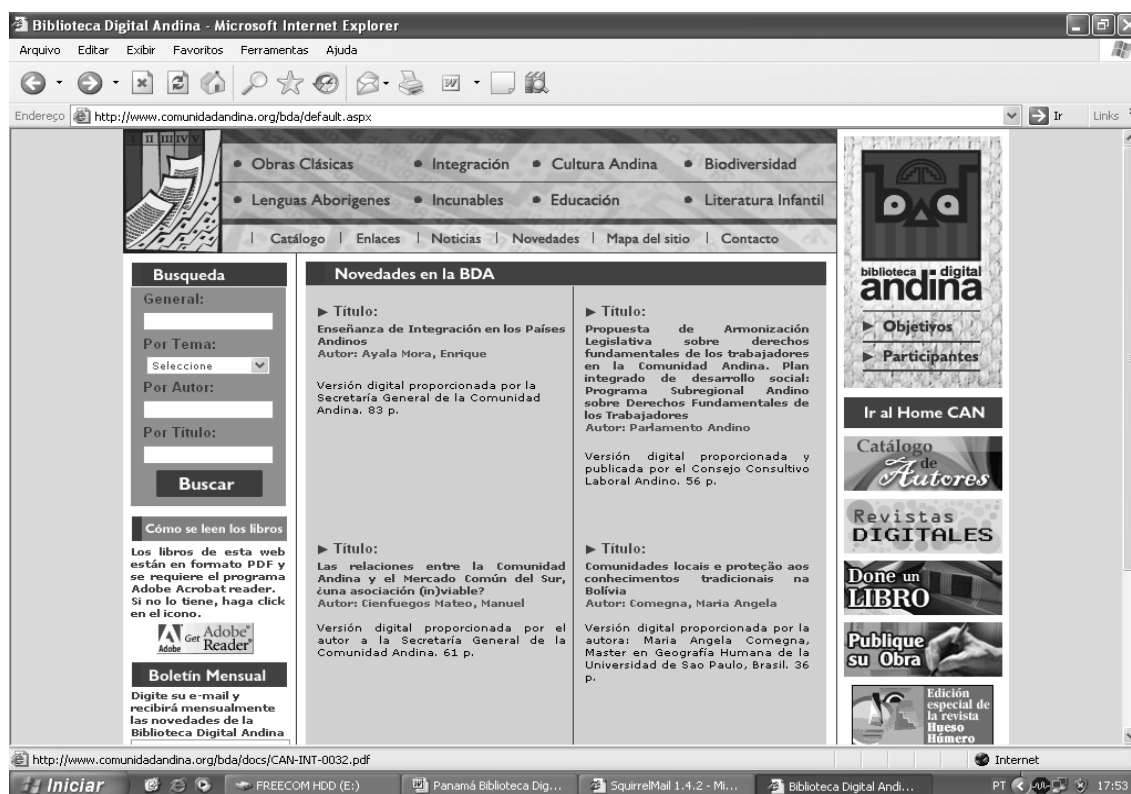 Biblioteca Digital Andina - Microsoft Internet Explorer
Arquivo Editar Exibir Favoritos Ferramentas Ajuda
Endereço http://www.comunidadandina.org/bda/default.aspx Ir Links
I II III IV V
Obras Clásicas Integración Cultura Andina Biodiversidad
Lenguas Aborigenes Incunables Educación Literatura Infantil
| Catálogo | Enlaces | Noticias | Novedades | Mapa del sitio | Contacto
Busqueda
General:
Por Tema:
Seleccione
Por Autor:
Por Título:
Buscar
Cómo se leen los libros
Los libros de esta web
están en formato PDF y
se requiere el programa
Adobe Acrobat reader.
Si no lo tiene, haga click
en el icono.
Adobe Get Adobe®
Reader®
Boletín Mensual
Digite su e-mail y
recibirá mensualmente
las novedades de la
Biblioteca Digital Andina
Novedades en la BDA
► Título:
Enseñanza de Integración en los Países
Andinos
Autor: Ayala Mora, Enrique
Versión digital proporcionada por la
Secretaría General de la Comunidad
Andina. 83 p.
► Título:
Propuesta de Armonización
Legislativa sobre derechos
fundamentales de los trabajadores
en la Comunidad Andina. Plan
integrado de desarrollo social:
Programa Subregional Andino
sobre Derechos Fundamentales de
los Trabajadores
Autor: Parlamento Andino
Versión digital proporcionada y
publicada por el Consejo Consultivo
Laboral Andino. 56 p.
► Título:
Las relaciones entre la Comunidad
Andina y el Mercado Común del Sur,
¿una asociación (in)viable?
Autor: Cienfuegos Mateo, Manuel
Versión digital proporcionada por el
autor a la Secretaría General de la
Comunidad Andina. 61 p.
► Título:
Comunidades locais e proteção aos
conhecimentos tradicionais na
Bolívia
Autor: Comegna, Maria Angela
Versión digital proporcionada por la
autora: Maria Angela Comegna,
Master en Geografía Humana de la
Universidad de Sao Paulo, Brasil. 36
p.
biblioteca digital
andina
► Objetivos
► Participantes
Ir al Home CAN
Catálogo
de
Autores
Revistas
DIGITALES
Done un
LIBRO
Publique
su Obra
Edición
especial de
la revista
Hueso
Húmero
http://www.comunidadandina.org/bda/docs/CAN-INT-0032.pdf Internet
Iniciar FREECOM HDD (E:) Panamá Biblioteca Dig... SquirrelMail 1.4.2 - Mi... Biblioteca Digital Andi... PT 17:53